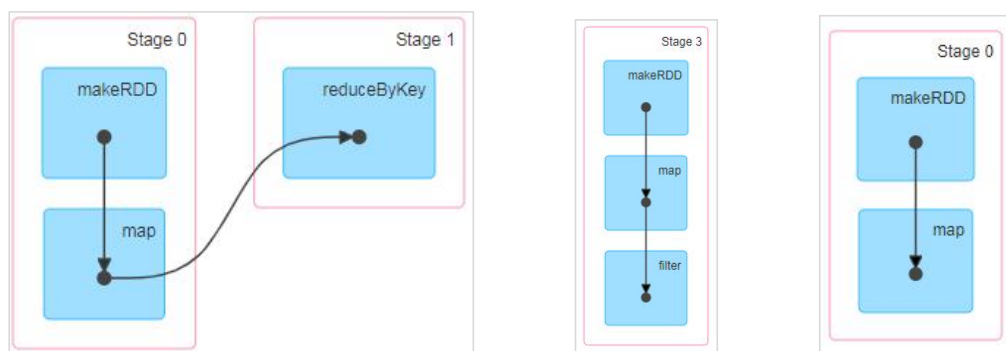 Stage 0
makeRDD
map
Stage 1
reduceByKey
Stage 3
makeRDD
map
filter
Stage 0
makeRDD
map